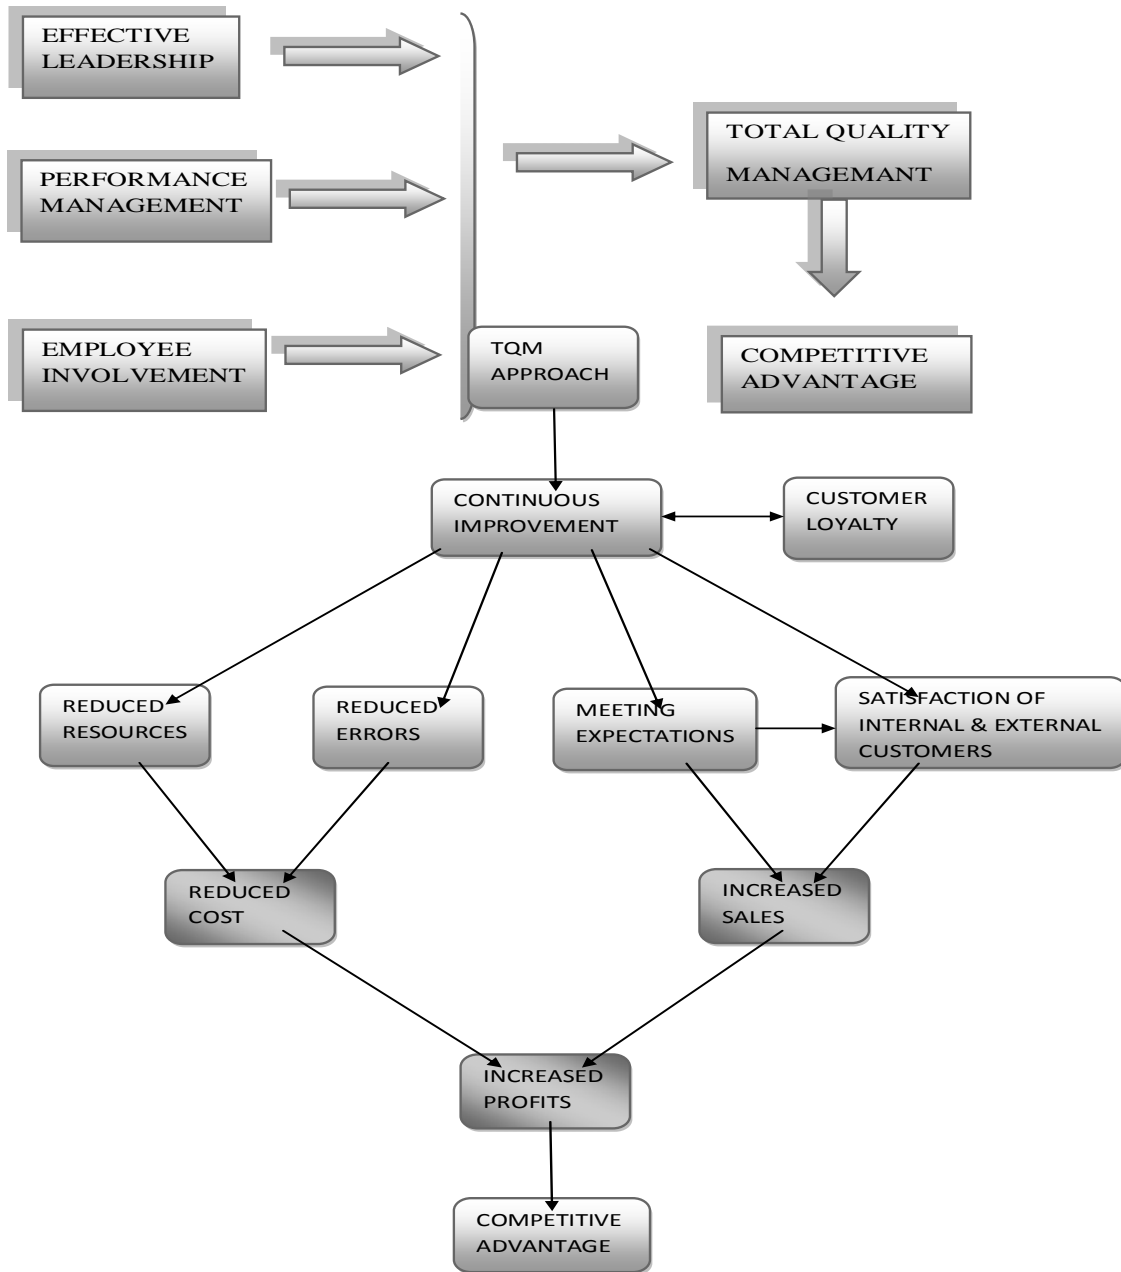 EFFECTIVE
LEADERSHIP
TOTAL QUALITY
MANAGEMANT
PERFORMANCE
MANAGEMENT
EMPLOYEE
INVOLVEMENT
TQM
APPROACH
COMPETITIVE
ADVANTAGE
CONTINUOUS
IMPROVEMENT
CUSTOMER
LOYALTY
REDUCED
RESOURCES
REDUCED
ERRORS
MEETING
EXPECTATIONS
SATISFACTION OF
INTERNAL & EXTERNAL
CUSTOMERS
REDUCED
COST
INCREASED
SALES
INCREASED
PROFITS
COMPETITIVE
ADVANTAGE